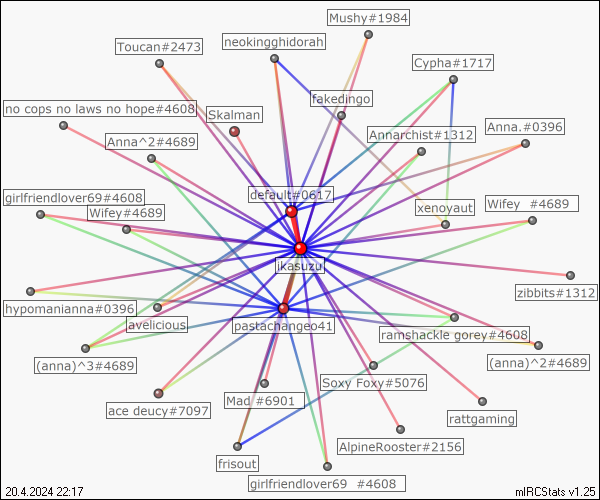 Mushy#1984
Toucan#2473
neokingghidorah
Cypha#1717
fakedingo
no cops no laws no hope#4608
Skalman
Anna.#0396
Annarchist#1312
Anna^2#4689
default#0617
girlfriendlover69#4608
Wifey#4689
xenoyaut
Wifey #4689
ikasuzu
zibbits#1312
hypomanianna#0396
avelicious
pastachangeo41
ramshackle gorey#4608
(anna)^3#4689
(anna)^2#4689
Soxy Foxy#5076
Mad #6901
ace deucy#7097
rattgaming
AlpineRooster#2156
frisout
girlfriendlover69 #4608
20.4.2024 22:17
mIRCStats v1.25